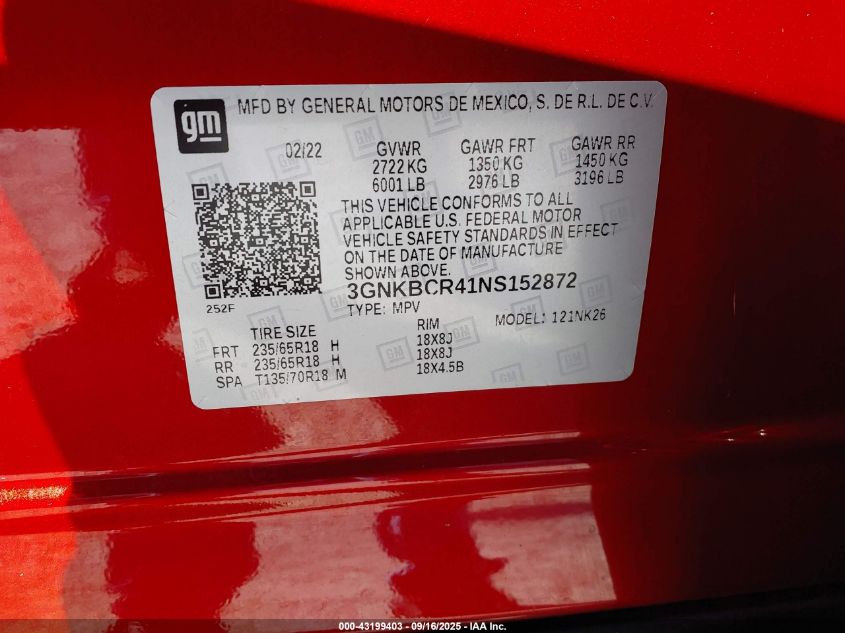 gm MFD BY GENERAL MOTORS DE MEXICO, S. DE R.L. DE C.V.
02/22 GVWR GAWR FRT GAWR RR
2722 KG 1350 KG 1450 KG
6001 LB 2976 LB 3196 LB
THIS VEHICLE CONFORMS TO ALL
APPLICABLE U.S. FEDERAL MOTOR
VEHICLE SAFETY STANDARDS IN EFFECT
ON THE DATE OF MANUFACTURE
SHOWN ABOVE.
3GNKBCR41NS152872
252F TYPE: MPV MODEL: 121NK26
TIRE SIZE RIM
FRT 235/65R18 H 18X8J
RR 235/65R18 H 18X8J
SPA T135/70R18 M 18X4.5B
000-43199403 - 09/16/2025 - IAA Inc.